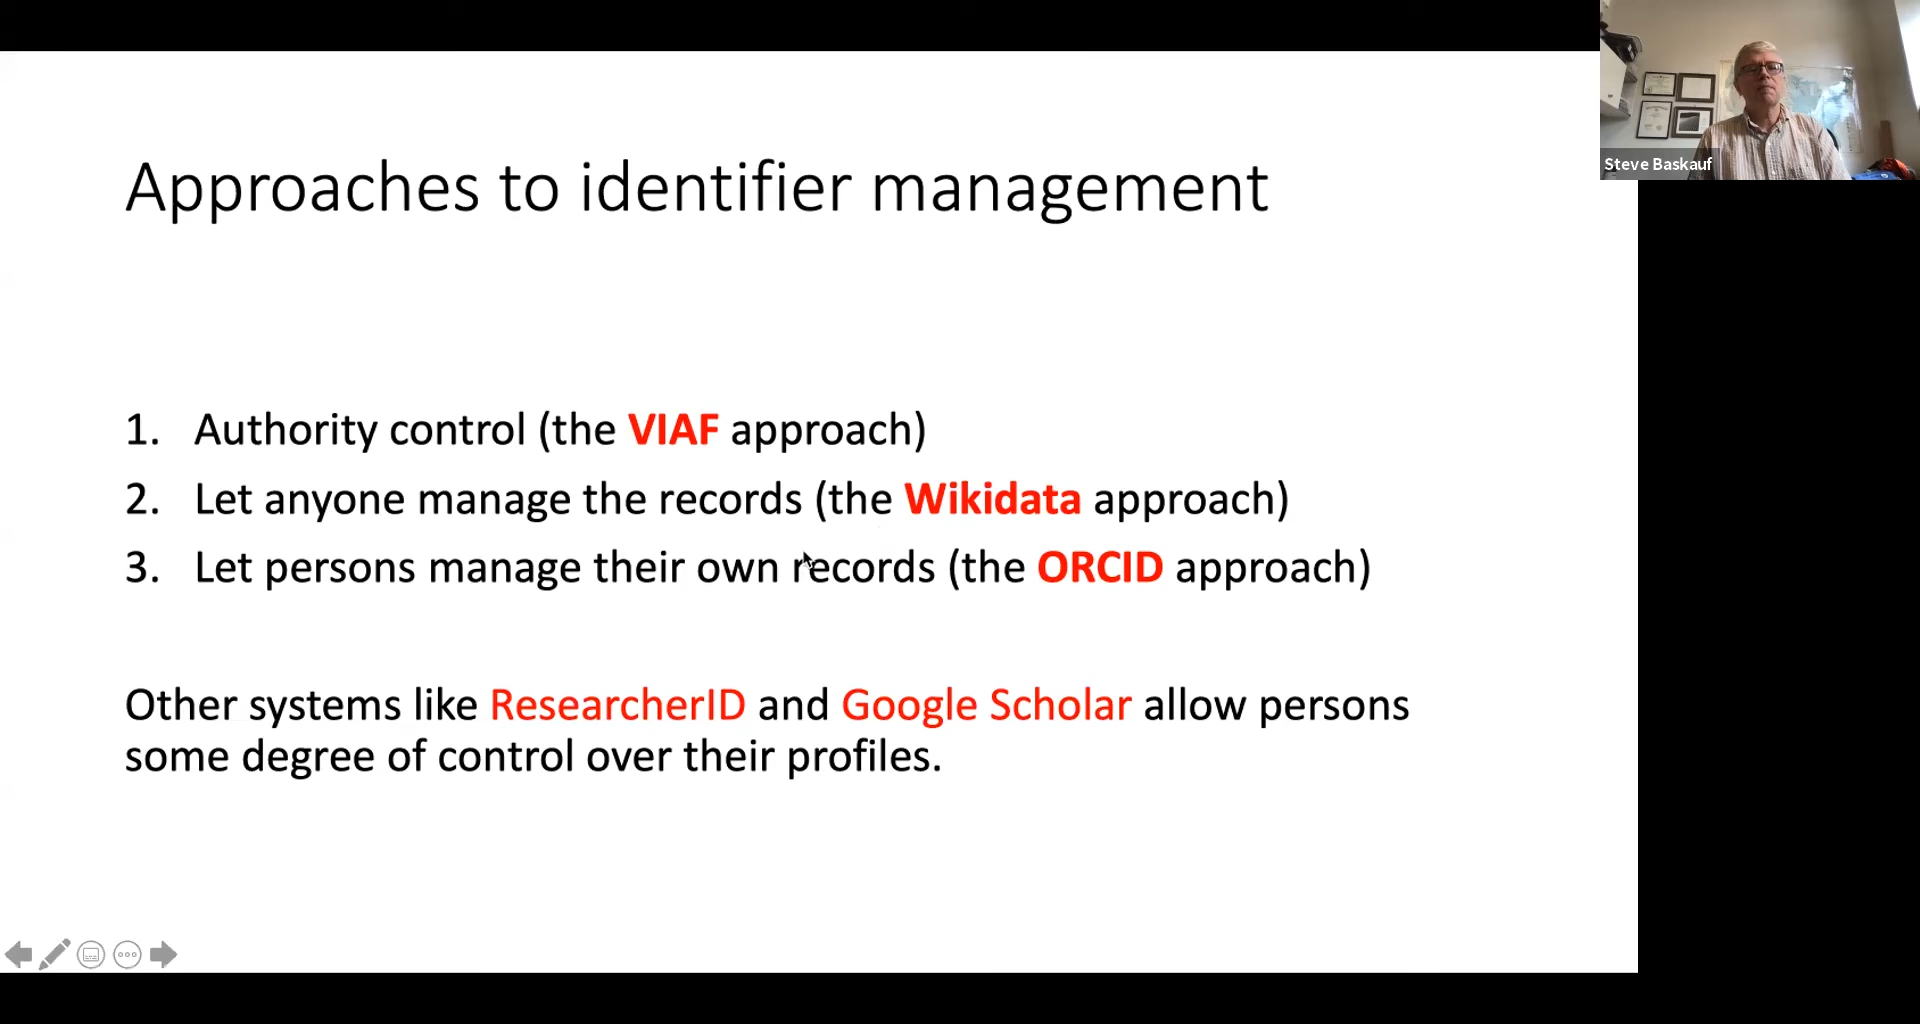 Steve Baskauf
Approaches to identifier management
1. Authority control (the VIAF approach)
2. Let anyone manage the records (the Wikidata approach)
3. Let persons manage their own records (the ORCID approach)
Other systems like ResearcherID and Google Scholar allow persons
some degree of control over their profiles.